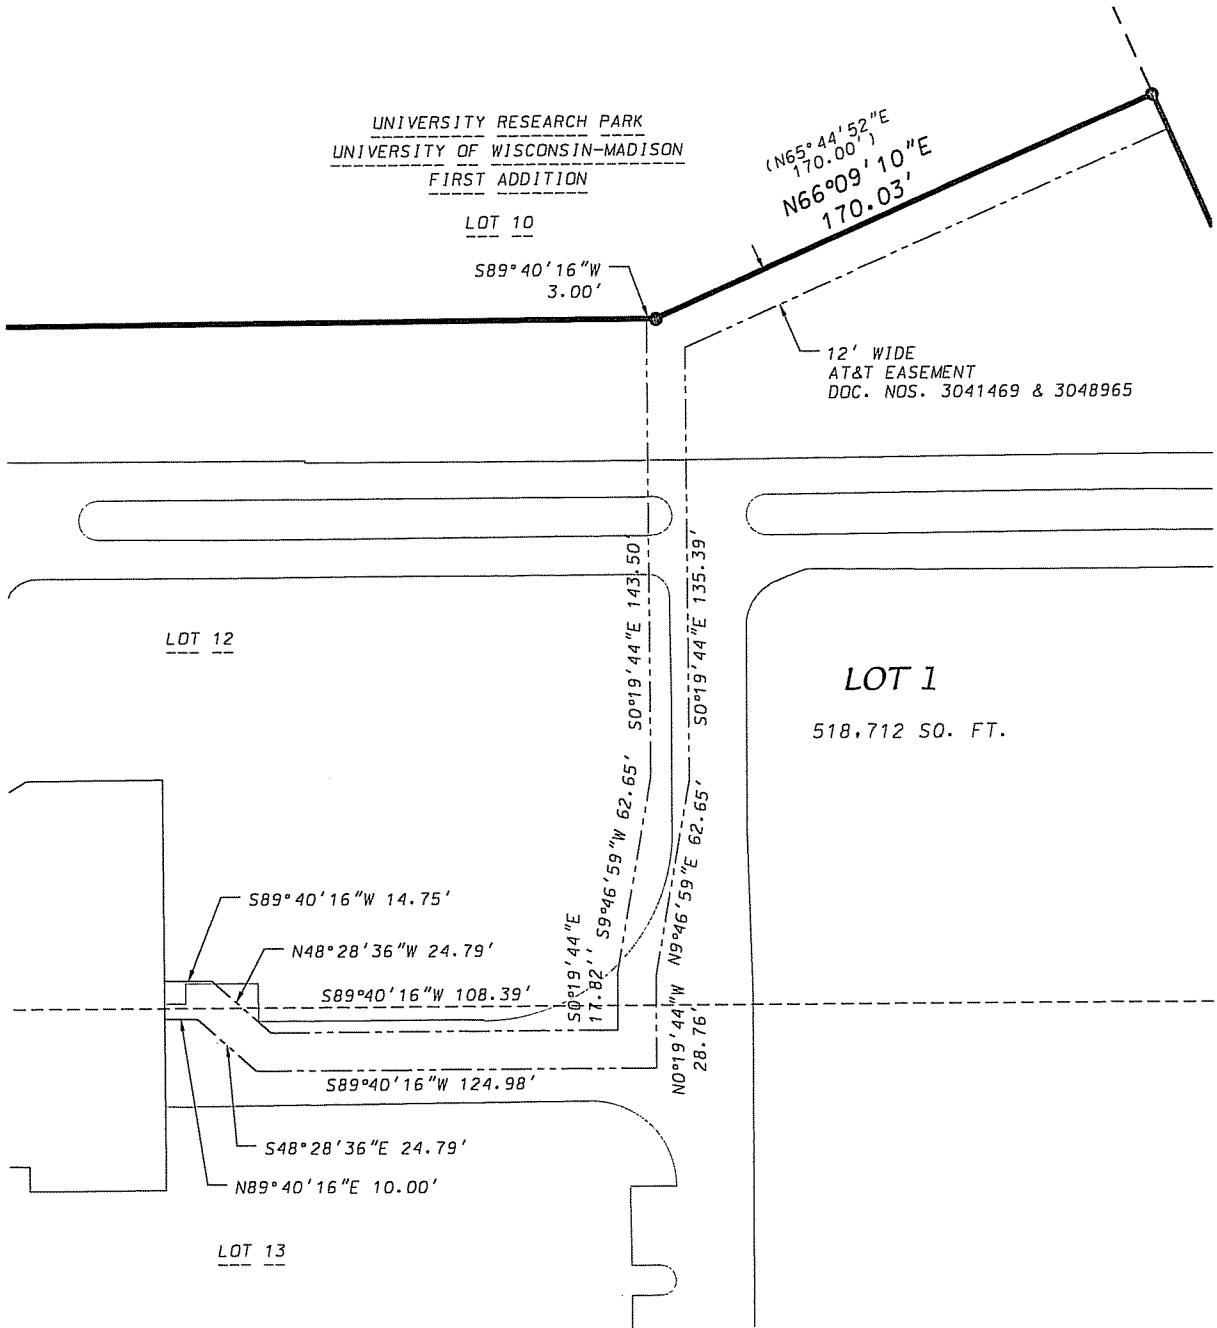 UNIVERSITY RESEARCH PARK
UNIVERSITY OF WISCONSIN-MADISON
FIRST ADDITION
LOT 10
S89°40'16"W
3.00'
(N65°44'52"E
170.00')
N66°09'10"E
170.03'
12' WIDE
AT&T EASEMENT
DOC. NOS. 3041469 & 3048965
LOT 12
S0°19'44"E 143.50'
S0°19'44"E 135.39'
LOT 1
518,712 SQ. FT.
S9°46'59"W 62.65'
N9°46'59"E 62.65'
S89°40'16"W 14.75'
N48°28'36"W 24.79'
S89°40'16"W 108.39'
S0°19'44"E
17.82'
N0°19'44"W
28.76'
S89°40'16"W 124.98'
S48°28'36"E 24.79'
N89°40'16"E 10.00'
LOT 13